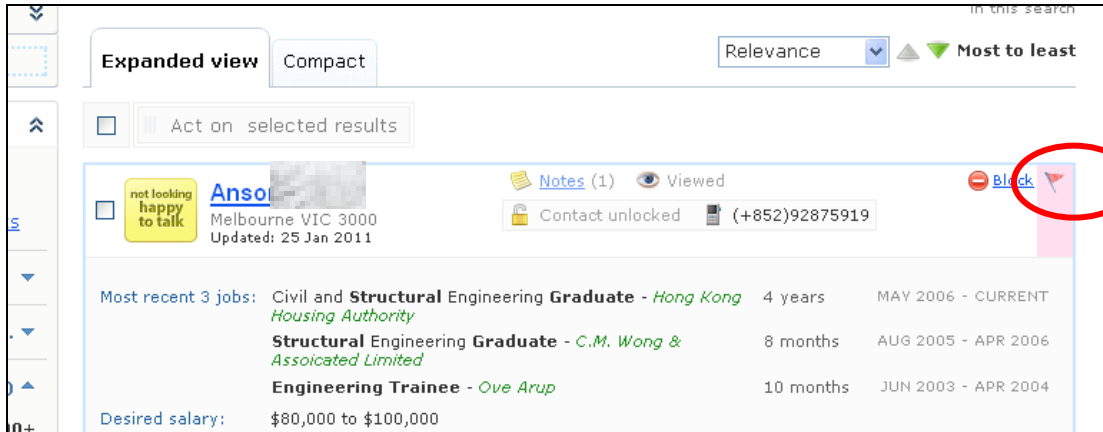 in this search
Expanded view Compact Relevance Most to least
Act on selected results
not looking
happy
to talk
Anso
Notes (1) Viewed Block
Melbourne VIC 3000
Contact unlocked (+852)92875919
Updated: 25 Jan 2011
s
Most recent 3 jobs: Civil and Structural Engineering Graduate - Hong Kong 4 years MAY 2006 - CURRENT
Housing Authority
Structural Engineering Graduate - C.M. Wong & 8 months AUG 2005 - APR 2006
Assoicated Limited
Engineering Trainee - Ove Arup 10 months JUN 2003 - APR 2004
Desired salary: $80,000 to $100,000